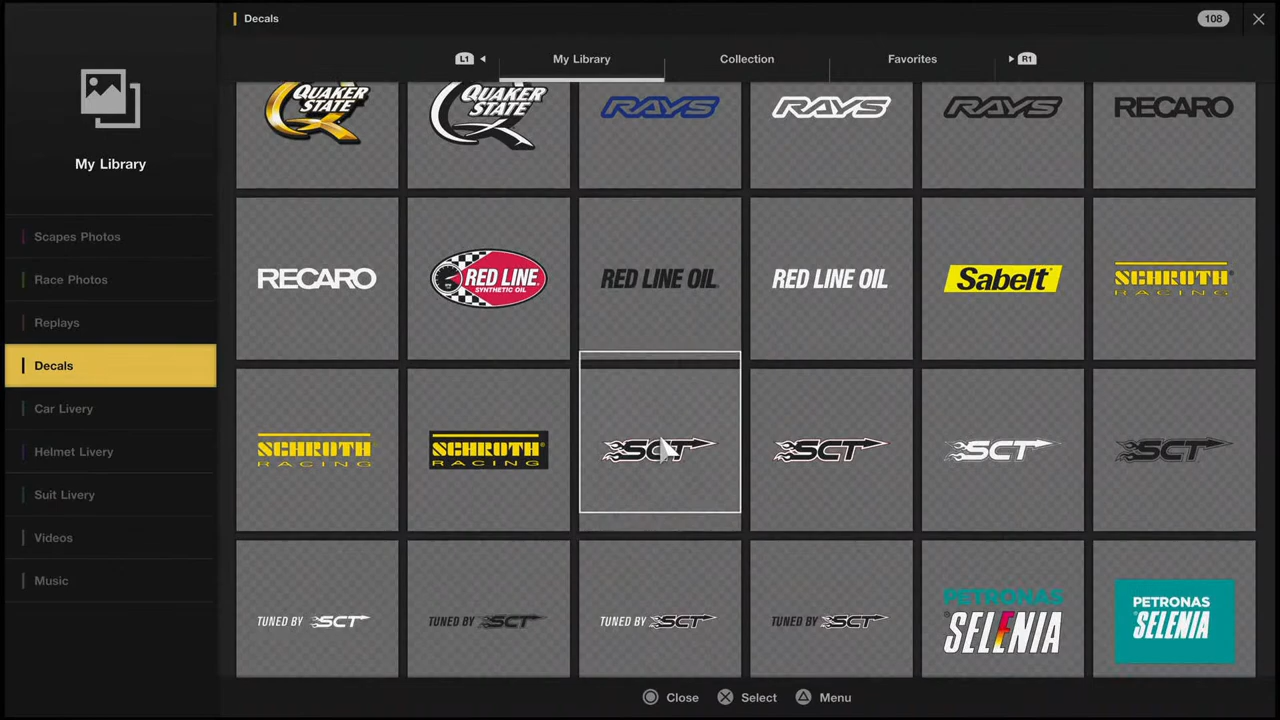 Decals
108
L1
My Library
Collection
Favorites
R1
My Library
Scapes Photos
Race Photos
Replays
Decals
Car Livery
Helmet Livery
Suit Livery
Videos
Music
QUAKER
STATE
QUAKER
STATE
RAYS
RAYS
RAYS
RECARO
RECARO
RED LINE
SYNTHETIC OIL
RED LINE OIL
RED LINE OIL
Sabelt
SCHROTH
RACING
SCHROTH
RACING
SCHROTH
RACING
SCT
SCT
SCT
SCT
TUNED BY SCT
TUNED BY SCT
TUNED BY SCT
TUNED BY SCT
PETRONAS
SELENIA
PETRONAS
SELENIA
Close
Select
Menu